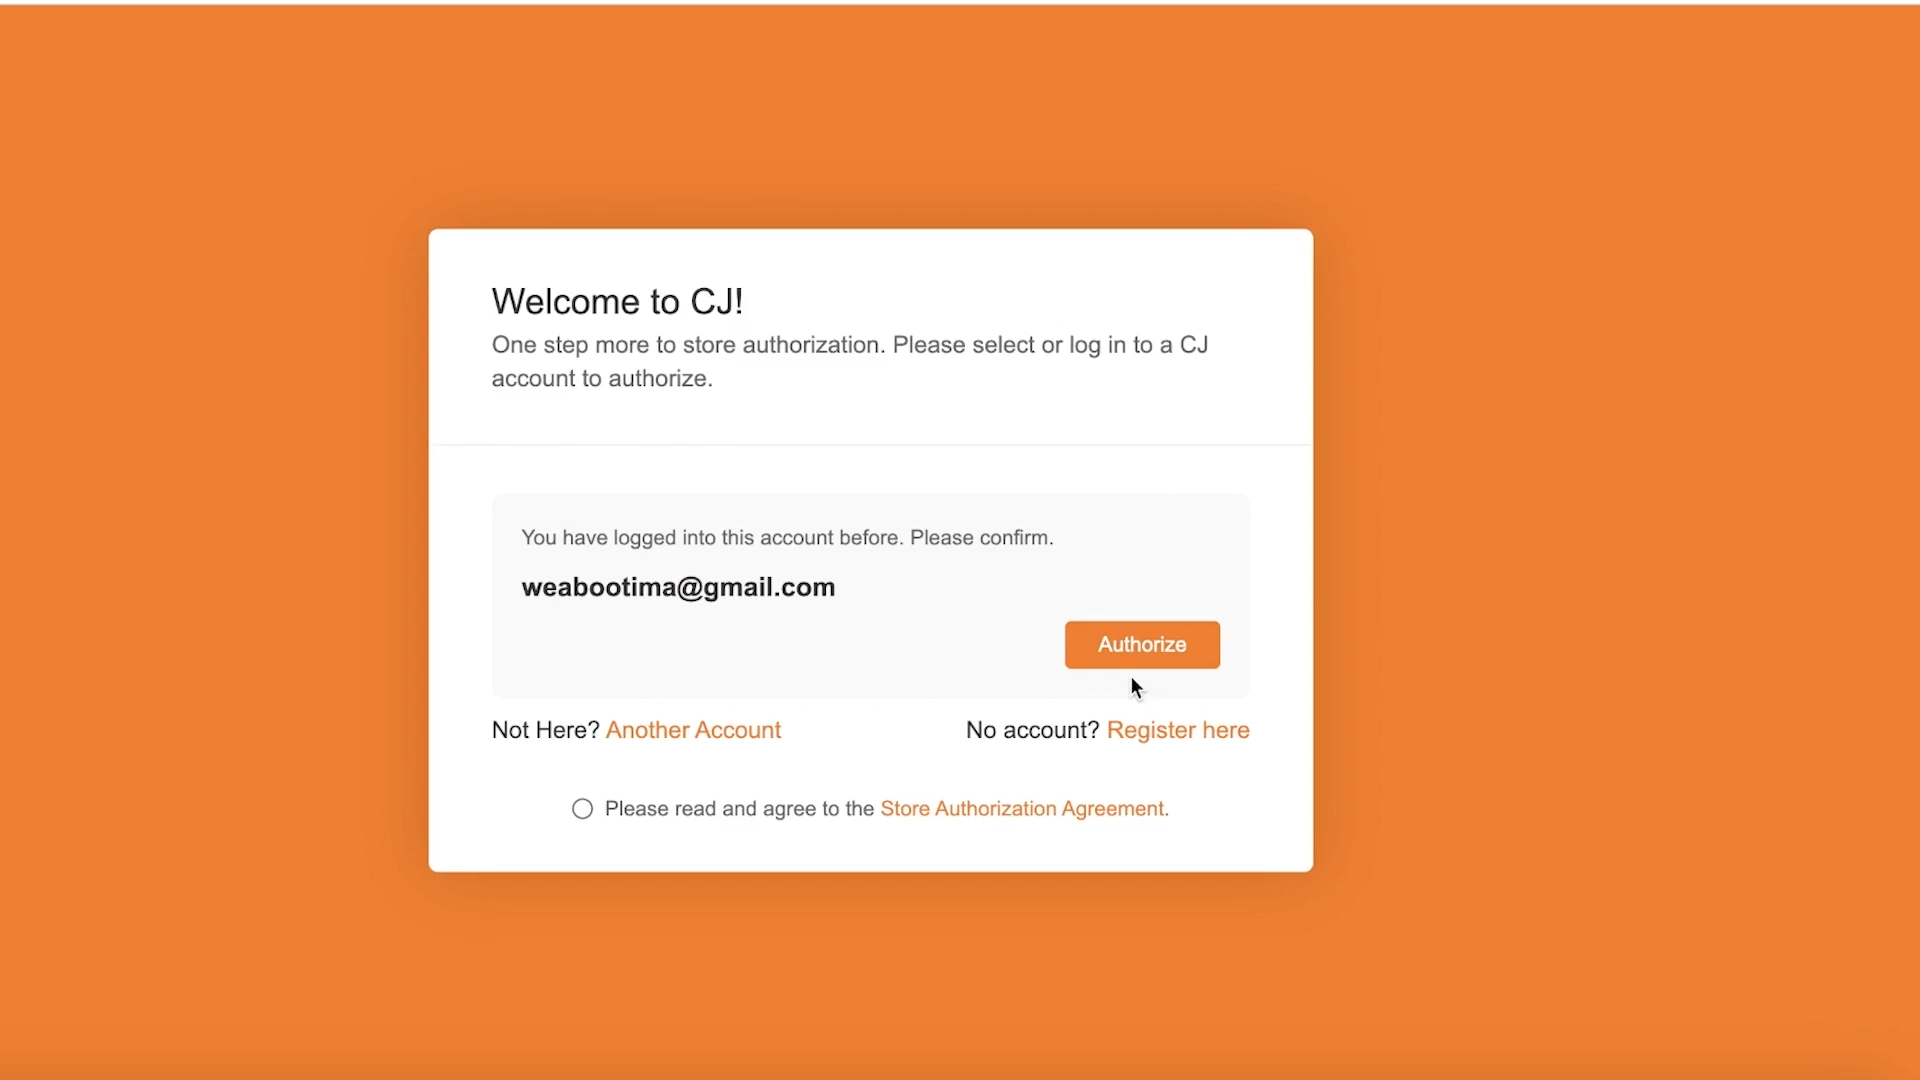 Welcome to CJ!
One step more to store authorization. Please select or log in to a CJ
account to authorize.
You have logged into this account before. Please confirm.
weabootima@gmail.com
Authorize
Not Here? Another Account
No account? Register here
Please read and agree to the Store Authorization Agreement.